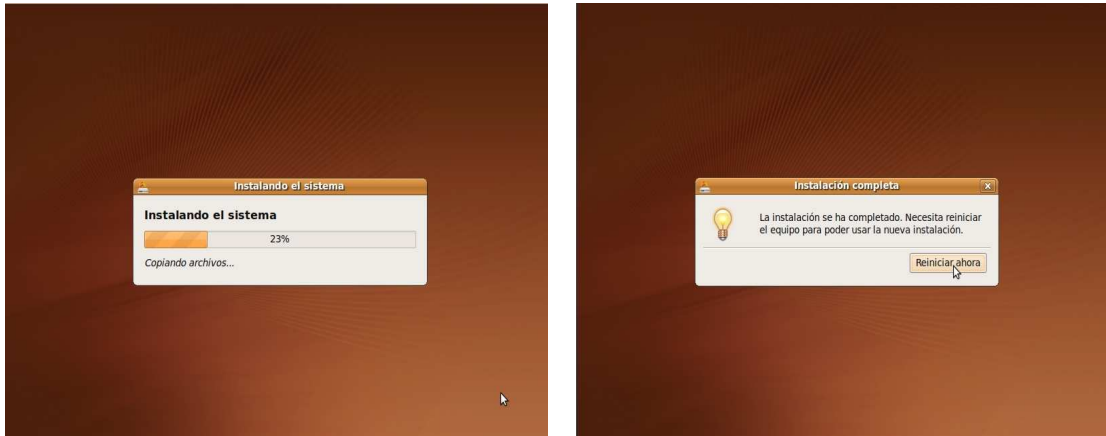 Instalando el sistema
Instalando el sistema
23%
Copiando archivos...
Instalación completa
La instalación se ha completado. Necesita reiniciar
el equipo para poder usar la nueva instalación.
Reiniciar ahora